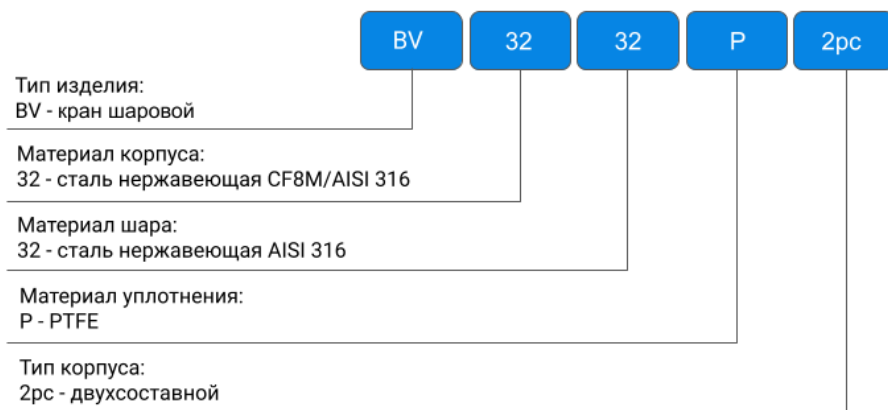 BV 32 32 P 2pc
Тип изделия:
BV - кран шаровой
Материал корпуса:
32 - сталь нержавеющая CF8M/AISI 316
Материал шара:
32 - сталь нержавеющая AISI 316
Материал уплотнения:
P - PTFE
Тип корпуса:
2pc - двухсоставной